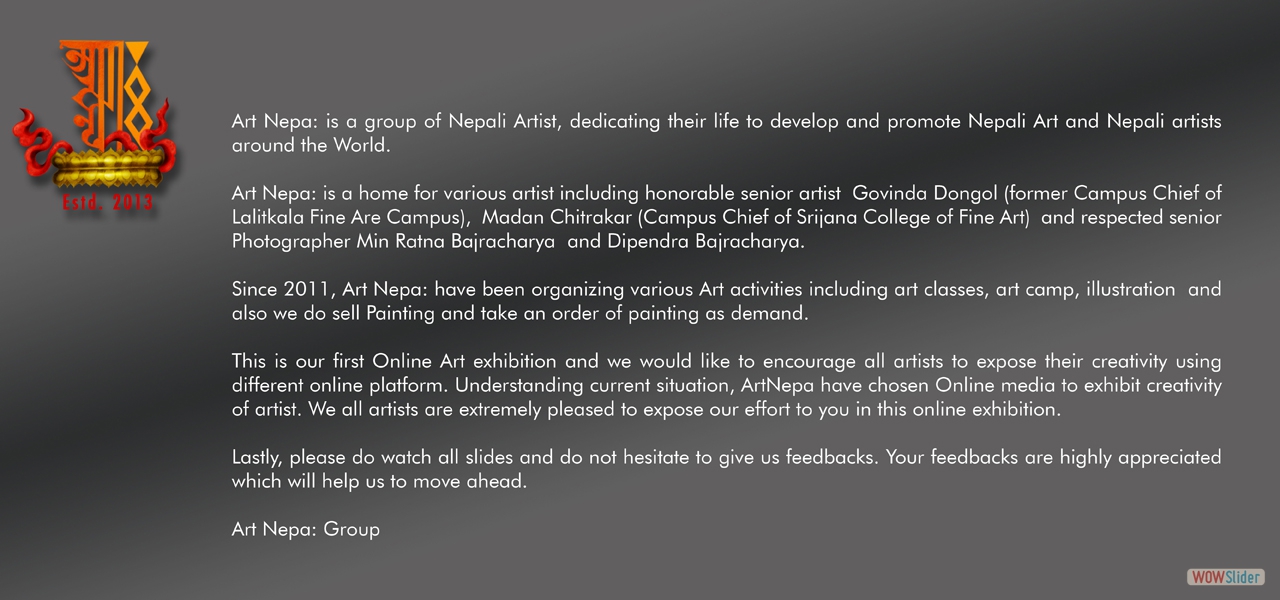 Estd. 2013
Art Nepa: is a group of Nepali Artist, dedicating their life to develop and promote Nepali Art and Nepali artists
around the World.
Art Nepa: is a home for various artist including honorable senior artist Govinda Dongol (former Campus Chief of
Lalitkala Fine Are Campus), Madan Chitrakar (Campus Chief of Srijana College of Fine Art) and respected senior
Photographer Min Ratna Bajracharya and Dipendra Bajracharya.
Since 2011, Art Nepa: have been organizing various Art activities including art classes, art camp, illustration and
also we do sell Painting and take an order of painting as demand.
This is our first Online Art exhibition and we would like to encourage all artists to expose their creativity using
different online platform. Understanding current situation, ArtNepa have chosen Online media to exhibit creativity
of artist. We all artists are extremely pleased to expose our effort to you in this online exhibition.
Lastly, please do watch all slides and do not hesitate to give us feedbacks. Your feedbacks are highly appreciated
which will help us to move ahead.
Art Nepa: Group
WOWSlider